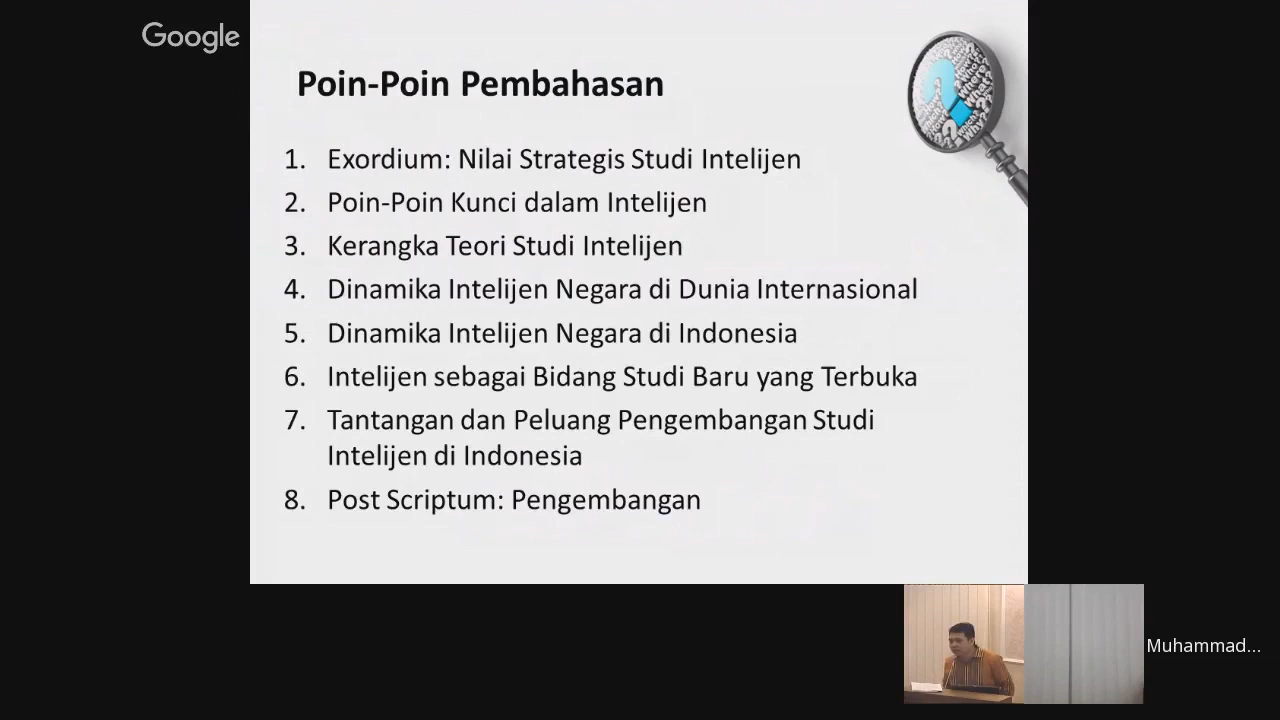 Google
Poin-Poin Pembahasan
1. Exordium: Nilai Strategis Studi Intelijen
2. Poin-Poin Kunci dalam Intelijen
3. Kerangka Teori Studi Intelijen
4. Dinamika Intelijen Negara di Dunia Internasional
5. Dinamika Intelijen Negara di Indonesia
6. Intelijen sebagai Bidang Studi Baru yang Terbuka
7. Tantangan dan Peluang Pengembangan Studi
Intelijen di Indonesia
8. Post Scriptum: Pengembangan
Muhammad...